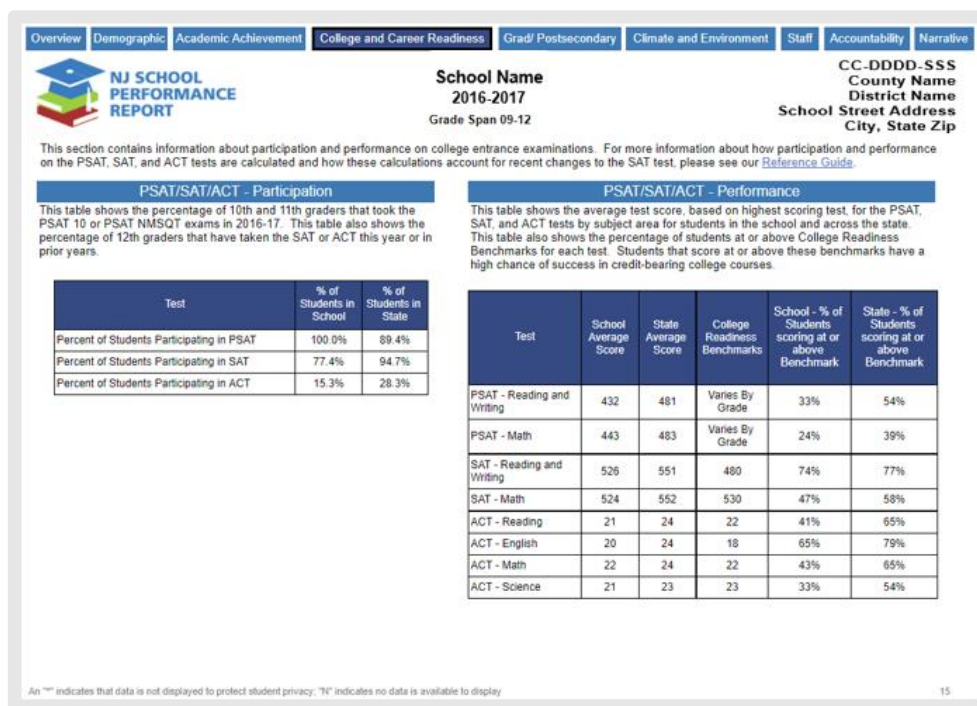 Overview Demographic Academic Achievement College and Career Readiness Grad/ Postsecondary Climate and Environment Staff Accountability Narrative
NJ SCHOOL
PERFORMANCE
REPORT
School Name
2016-2017
Grade Span 09-12
CC-DDDD-SSS
County Name
District Name
School Street Address
City, State Zip
This section contains information about participation and performance on college entrance examinations. For more information about how participation and performance
on the PSAT, SAT, and ACT tests are calculated and how these calculations account for recent changes to the SAT test, please see our Reference Guide.
PSAT/SAT/ACT - Participation
This table shows the percentage of 10th and 11th graders that took the
PSAT 10 or PSAT NMSQT exams in 2016-17. This table also shows the
percentage of 12th graders that have taken the SAT or ACT this year or in
prior years.
Test
% of
Students in
School
% of
Students in
State
Percent of Students Participating in PSAT 100.0% 89.4%
Percent of Students Participating in SAT 77.4% 94.7%
Percent of Students Participating in ACT 15.3% 28.3%
PSAT/SAT/ACT - Performance
This table shows the average test score, based on highest scoring test, for the PSAT,
SAT, and ACT tests by subject area for students in the school and across the state.
This table also shows the percentage of students at or above College Readiness
Benchmarks for each test. Students that score at or above these benchmarks have a
high chance of success in credit-bearing college courses.
Test
School
Average
Score
State
Average
Score
College
Readiness
Benchmarks
School - % of
Students
scoring at or
above
Benchmark
State - % of
Students
scoring at or
above
Benchmark
PSAT - Reading and
Writing
432 481
Varies By
Grade
33% 54%
PSAT - Math 443 483
Varies By
Grade
24% 39%
SAT - Reading and
Writing
526 551 480 74% 77%
SAT - Math 524 552 530 47% 58%
ACT - Reading 21 24 22 41% 65%
ACT - English 20 24 18 65% 79%
ACT - Math 22 24 22 43% 65%
ACT - Science 21 23 23 33% 54%
An "*" indicates that data is not displayed to protect student privacy; "N" indicates no data is available to display
15